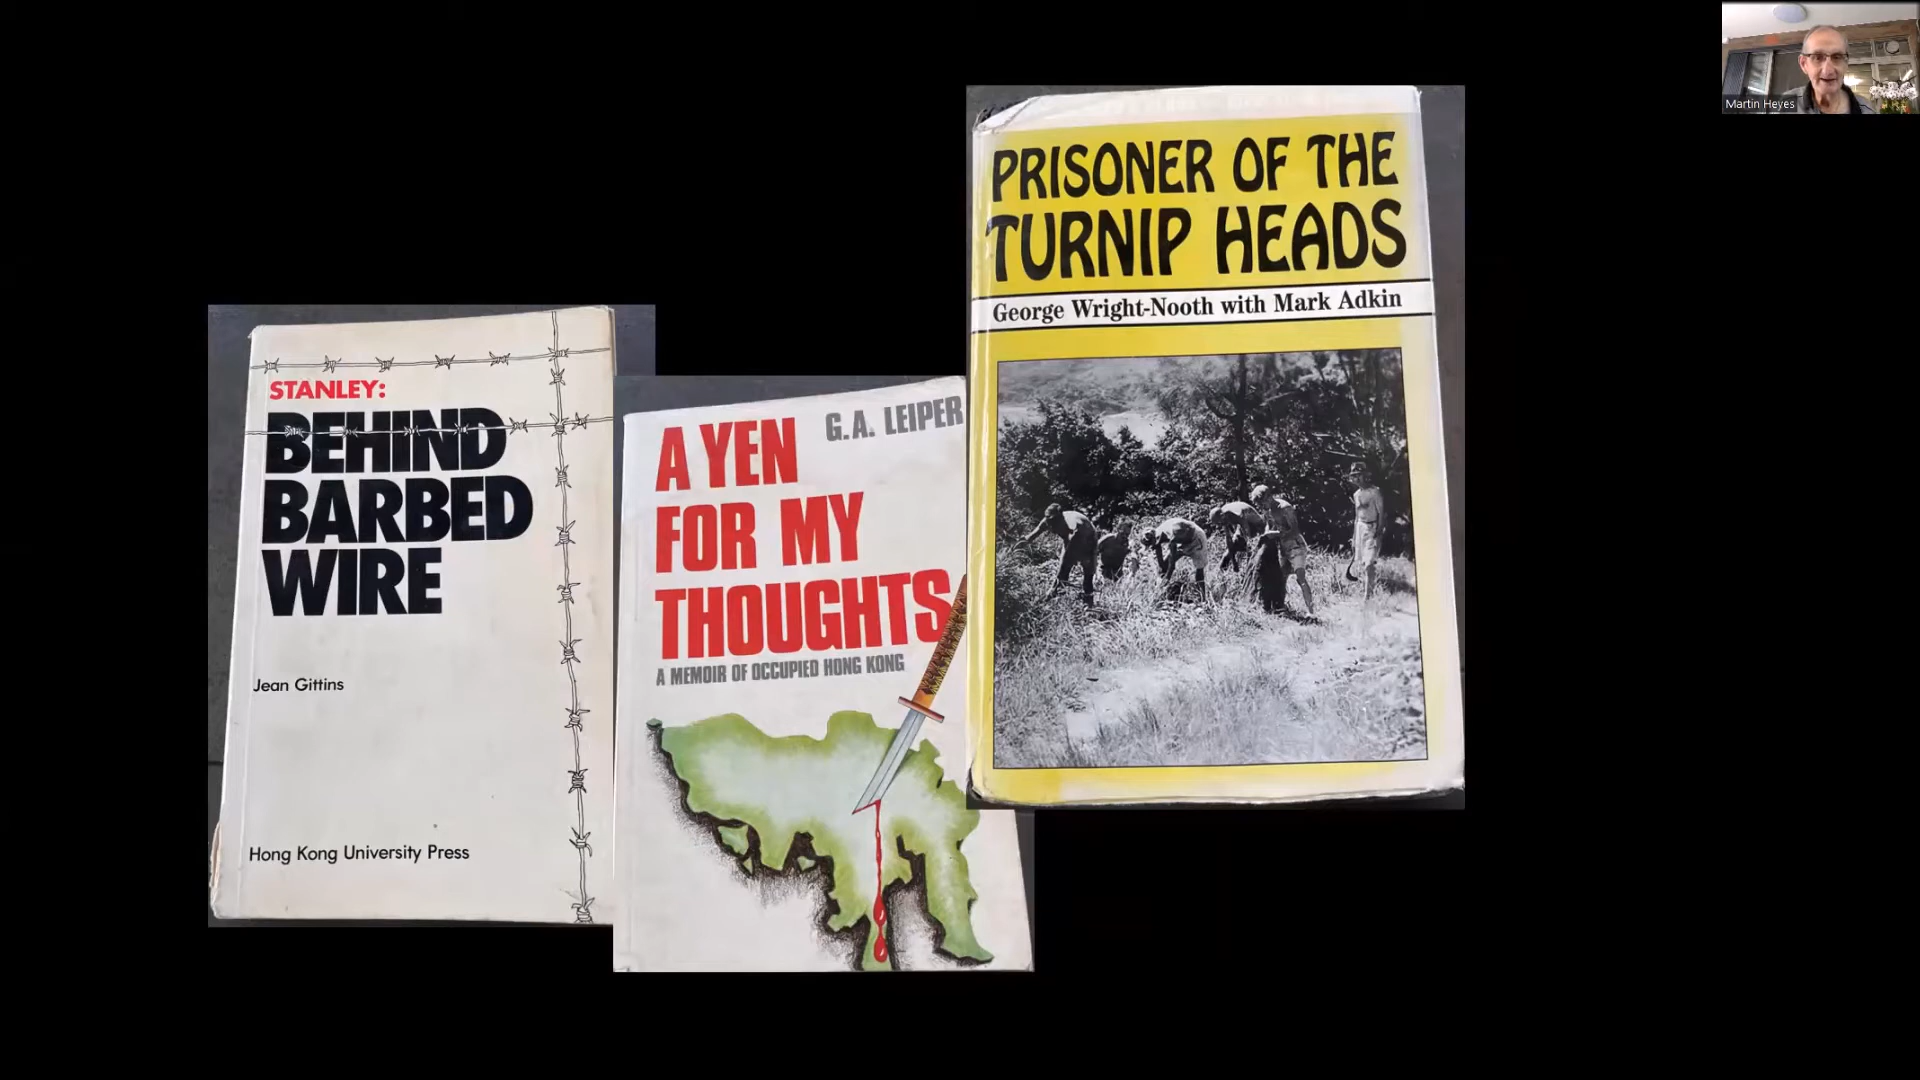 STANLEY:
BEHIND
BARBED
WIRE
Jean Gittins
Hong Kong University Press
G.A. LEIPER
A YEN
FOR MY
THOUGHTS
A MEMOIR OF OCCUPIED HONG KONG
PRISONER OF THE
TURNIP HEADS
George Wright-Nooth with Mark Adkin
Martin Heyes